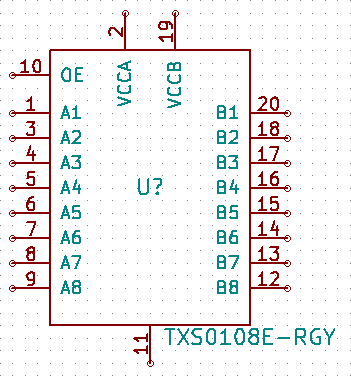 2 19
VCCA VCCB
10 OE
1 A1 B1 20
3 A2 B2 18
4 A3 B3 17
5 A4 U? B4 16
6 A5 B5 15
7 A6 B6 14
8 A7 B7 13
9 A8 B8 12
11 TXS0108E-RGY